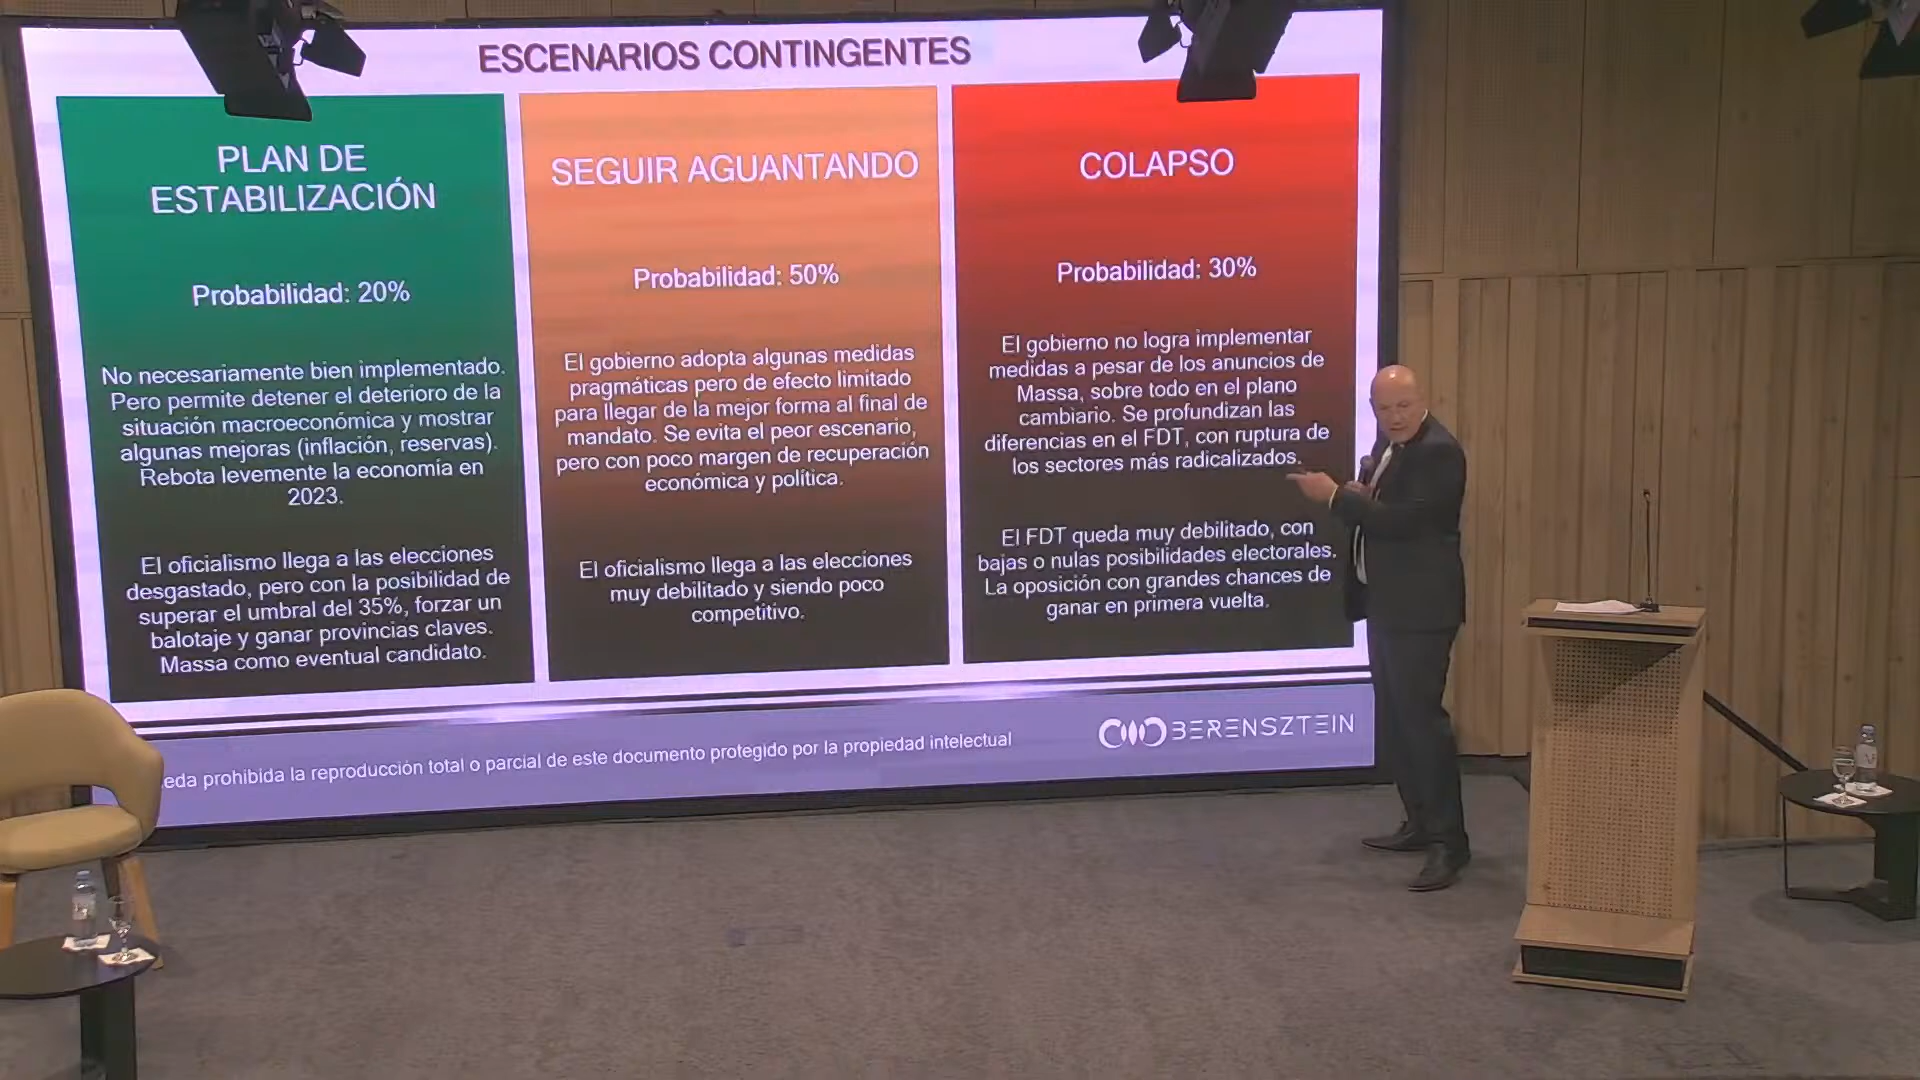 ESCENARIOS CONTINGENTES
PLAN DE
ESTABILIZACIÓN
Probabilidad: 20%
No necesariamente bien implementado.
Pero permite detener el deterioro de la
situación macroeconómica y mostrar
algunas mejoras (inflación, reservas).
Rebota levemente la economía en
2023.
El oficialismo llega a las elecciones
desgastado, pero con la posibilidad de
superar el umbral del 35%, forzar un
balotaje y ganar provincias claves.
Massa como eventual candidato.
SEGUIR AGUANTANDO
Probabilidad: 50%
El gobierno adopta algunas medidas
pragmáticas pero de efecto limitado
para llegar de la mejor forma al final de
mandato. Se evita el peor escenario,
pero con poco margen de recuperación
económica y política.
El oficialismo llega a las elecciones
muy debilitado y siendo poco
competitivo.
COLAPSO
Probabilidad: 30%
El gobierno no logra implementar
medidas a pesar de los anuncios de
Massa, sobre todo en el plano
cambiario. Se profundizan las
diferencias en el FDT, con ruptura de
los sectores más radicalizados.
El FDT queda muy debilitado, con
bajas o nulas posibilidades electorales.
La oposición con grandes chances de
ganar en primera vuelta.
eda prohibida la reproducción total o parcial de este documento protegido por la propiedad intelectual
BERENSZTEIN